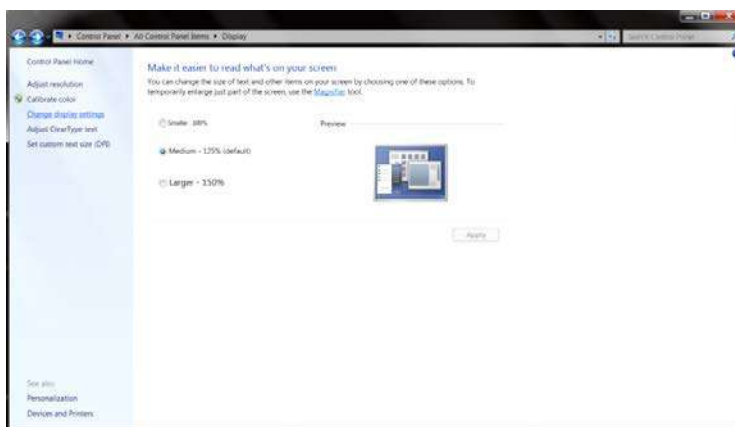 Control Panel ▸ All Control Panel Items ▸ Display
Search Control Panel
Control Panel Home
Adjust resolution
Calibrate color
Change display settings
Adjust ClearType text
Set custom text size (DPI)
Make it easier to read what's on your screen
You can change the size of text and other items on your screen by choosing one of these options. To
temporarily enlarge just part of the screen, use the Magnifier tool.
Preview
Medium - 125% (default)
Larger - 150%
Apply
See also
Personalization
Devices and Printers